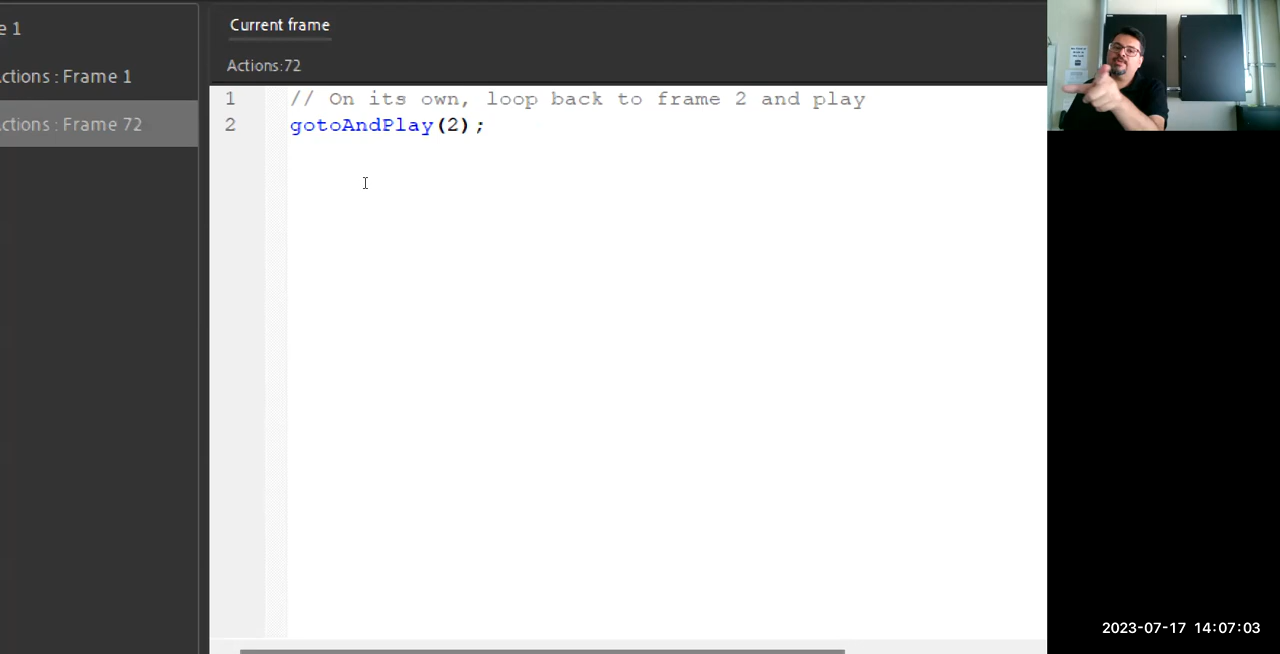 e 1
ctions : Frame 1
ctions : Frame 72
Current frame
Actions:72
1 // On its own, loop back to frame 2 and play
2 gotoAndPlay(2);
2023-07-17 14:07:03